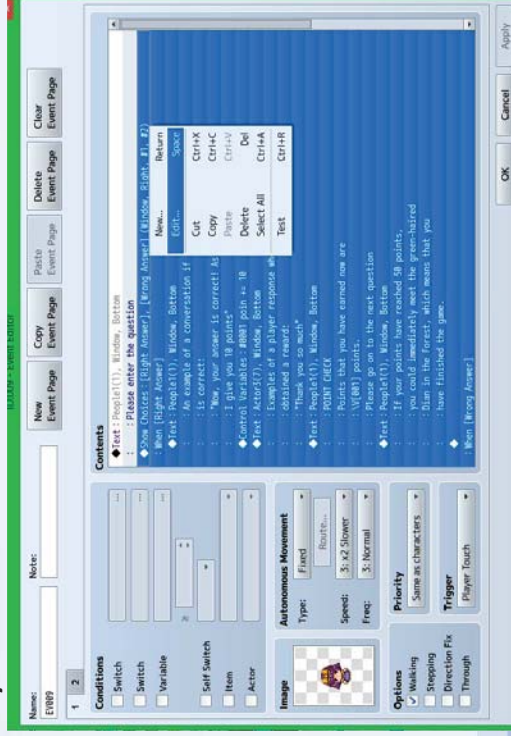 Name:
EV009
Note:
New
Event Page
Copy
Event Page
Paste
Event Page
Delete
Event Page
Clear
Event Page
1
2
Conditions
Switch
Switch
Variable
≥
Self Switch
Item
Actor
Image
Autonomous Movement
Type: Fixed
Route...
Speed: 3: x2 Slower
Freq: 3: Normal
Options
Walking
Stepping
Direction Fix
Through
Priority
Same as characters
Trigger
Player Touch
Contents
◆Text : People1(1), Window, Bottom
: : Please enter the question
◆Show Choices : [Right Answer], [Wrong Answer] (Window, Right, #1, #2)
: When [Right Answer]
◆Text : People1(1), Window, Bottom
: : An example of a conversation if
: : is correct:
: : "Wow, your answer is correct! As
: : I give you 10 points"
◆Control Variables : #0001 poin += 10
◆Text : Actor3(7), Window, Bottom
: : Examples of a player response wh
: : obtained a reward:
: : "Thank you so much"
◆Text : People1(1), Window, Bottom
: : POINT CHECK
: : Points that you have earned now are
: : \V[001] points.
: : Please go on to the next question
◆Text : People1(1), Window, Bottom
: : If your points have reached 50 points,
: : you could immediately meet the green-haired
: : Dian in the Forest, which means that you
: : have finished the game.
◆
: When [Wrong Answer]
New... Return
Edit... Space
Cut Ctrl+X
Copy Ctrl+C
Paste Ctrl+V
Delete Del
Select All Ctrl+A
Test Ctrl+R
OK
Cancel
Apply